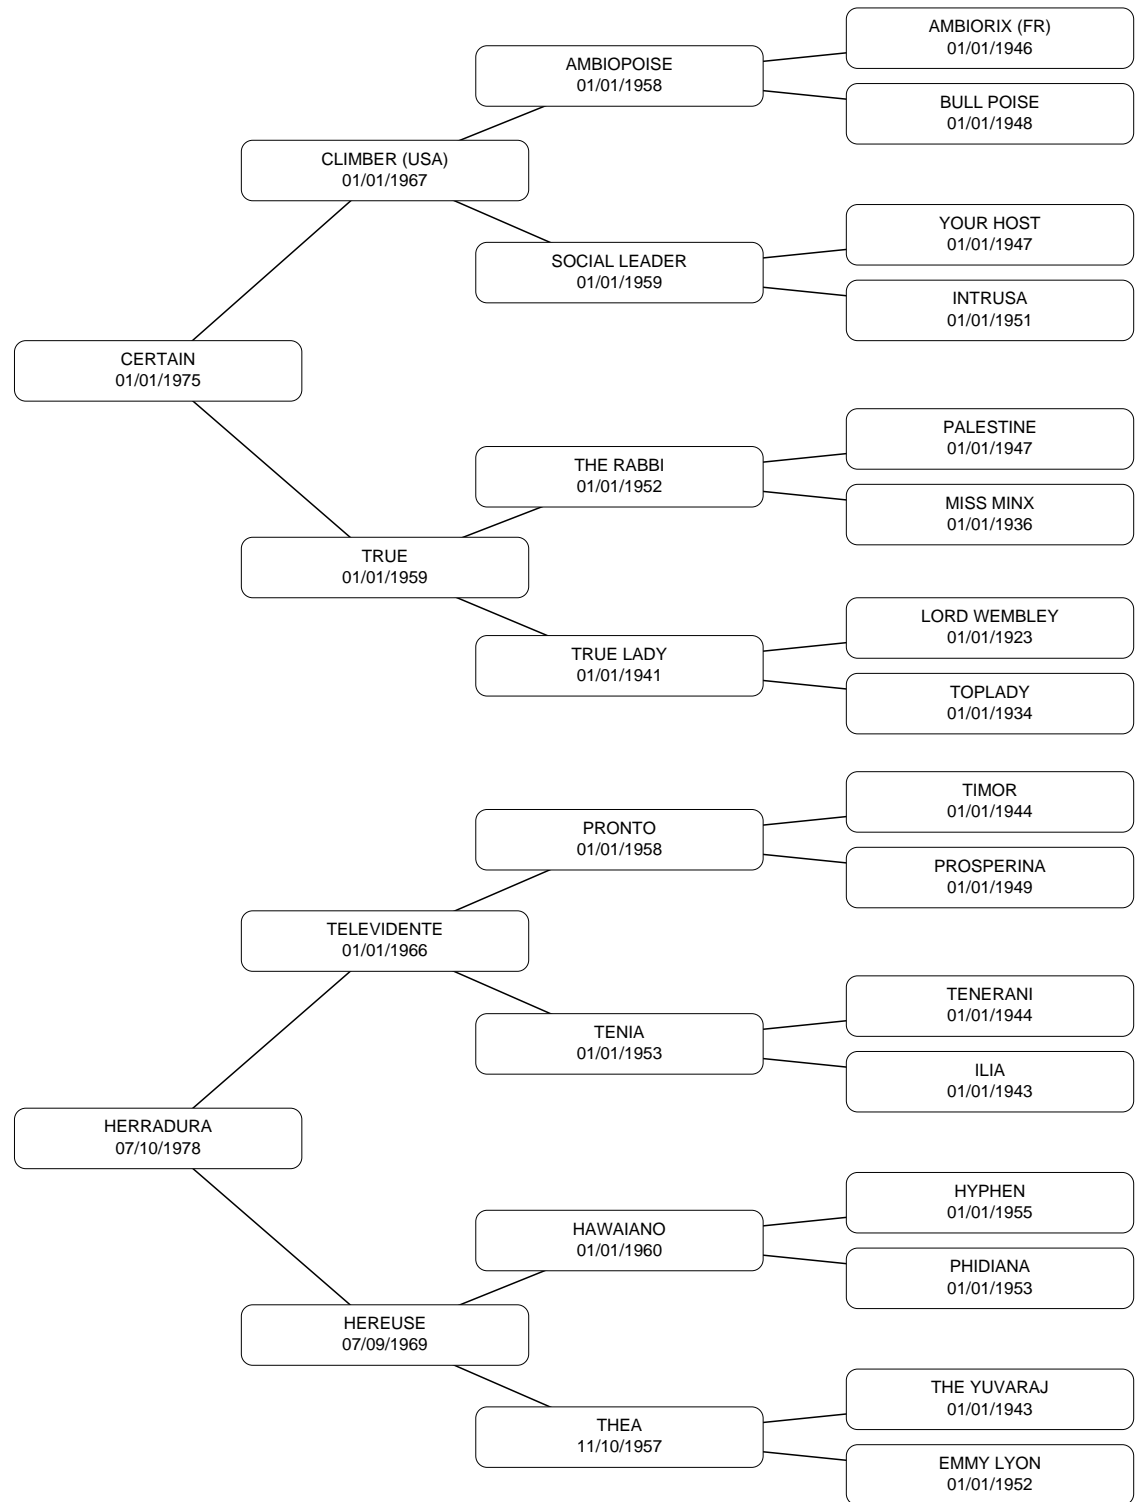 AMBIORIX (FR)
01/01/1946
AMBIOPOISE
01/01/1958
BULL POISE
01/01/1948
CLIMBER (USA)
01/01/1967
YOUR HOST
01/01/1947
SOCIAL LEADER
01/01/1959
INTRUSA
01/01/1951
CERTAIN
01/01/1975
PALESTINE
01/01/1947
THE RABBI
01/01/1952
MISS MINX
01/01/1936
TRUE
01/01/1959
LORD WEMBLEY
01/01/1923
TRUE LADY
01/01/1941
TOPLADY
01/01/1934
TIMOR
01/01/1944
PRONTO
01/01/1958
PROSPERINA
01/01/1949
TELEVIDENTE
01/01/1966
TENERANI
01/01/1944
TENIA
01/01/1953
ILIA
01/01/1943
HERRADURA
07/10/1978
HYPHEN
01/01/1955
HAWAIANO
01/01/1960
PHIDIANA
01/01/1953
HEREUSE
07/09/1969
THE YUVARAJ
01/01/1943
THEA
11/10/1957
EMMY LYON
01/01/1952